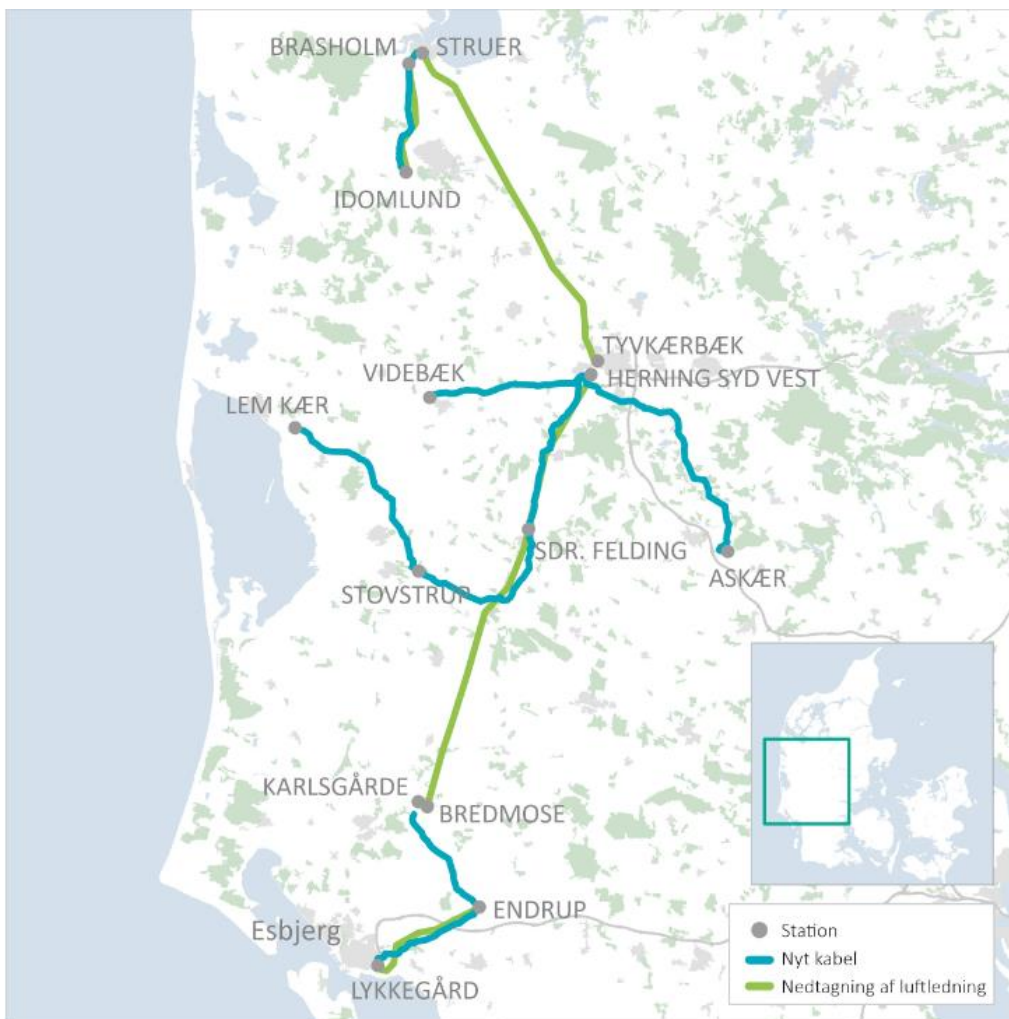 BRASHOLM
STRUER
IDOMLUND
TYVKÆRBÆK
VIDEBÆK
HERNING SYD VEST
LEM KÆR
SDR. FELDING
ASKÆR
STOVSTRUP
KARLSGÅRDE
BREDMOSE
ENDRUP
Esbjerg
LYKKEGÅRD
Station
Nyt kabel
Nedtagning af luftledning